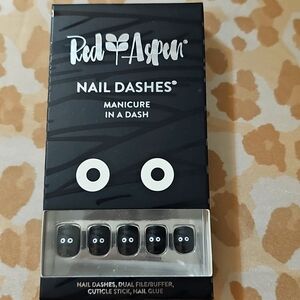 Red Aspen®
NAIL DASHES®
MANICURE
IN A DASH
NAIL DASHES, DUAL FILE/BUFFER,
CUTICLE STICK, NAIL GLUE